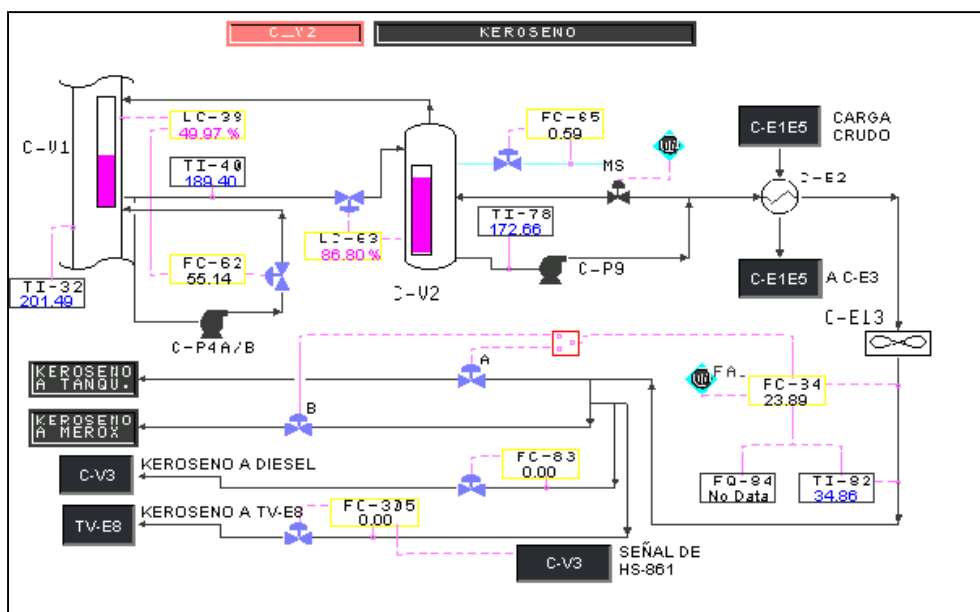 C_V2
KEROSENO
C-V1
LC-39
49.97 %
TI-40
189.40
FC-65
0.59
MS
C-E1E5
CARGA
CRUDO
C-E2
TI-32
201.49
FC-62
55.14
LC-63
86.80 %
C-V2
TI-78
172.66
C-P9
C-E1E5
A C-E3
C-P4A/B
C-E13
KEROSENO
A TANQU.
A
FA_
FC-84
23.89
KEROSENO
A MEROX
B
C-V3
KEROSENO A DIESEL
FC-83
0.00
FQ-84
No Data
TI-82
34.86
TV-E8
KEROSENO A TV-E8
FC-305
0.00
C-V3
SEÑAL DE
HS-861